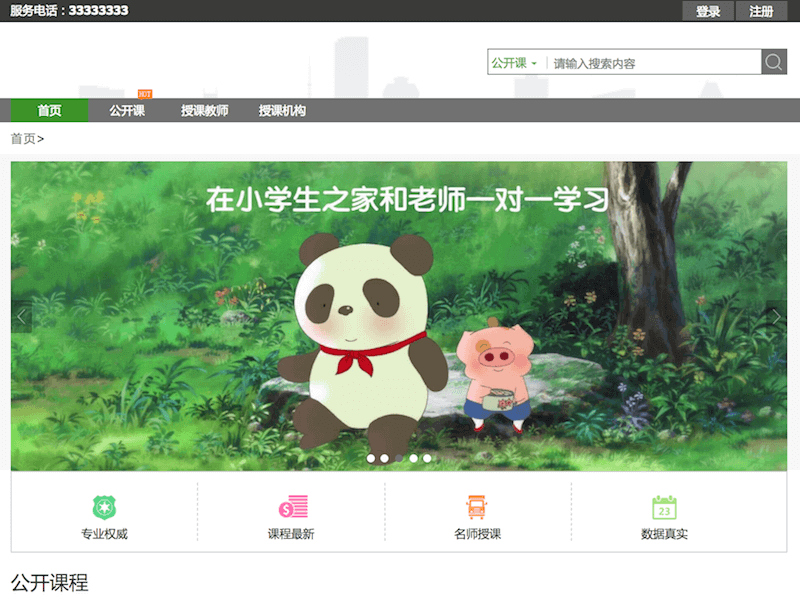 服务电话：33333333
登录
注册
公开课
请输入搜索内容
首页
公开课
授课教师
授课机构
首页>
在小学生之家和老师一对一学习
专业权威
课程最新
23
名师授课
数据真实
公开课程